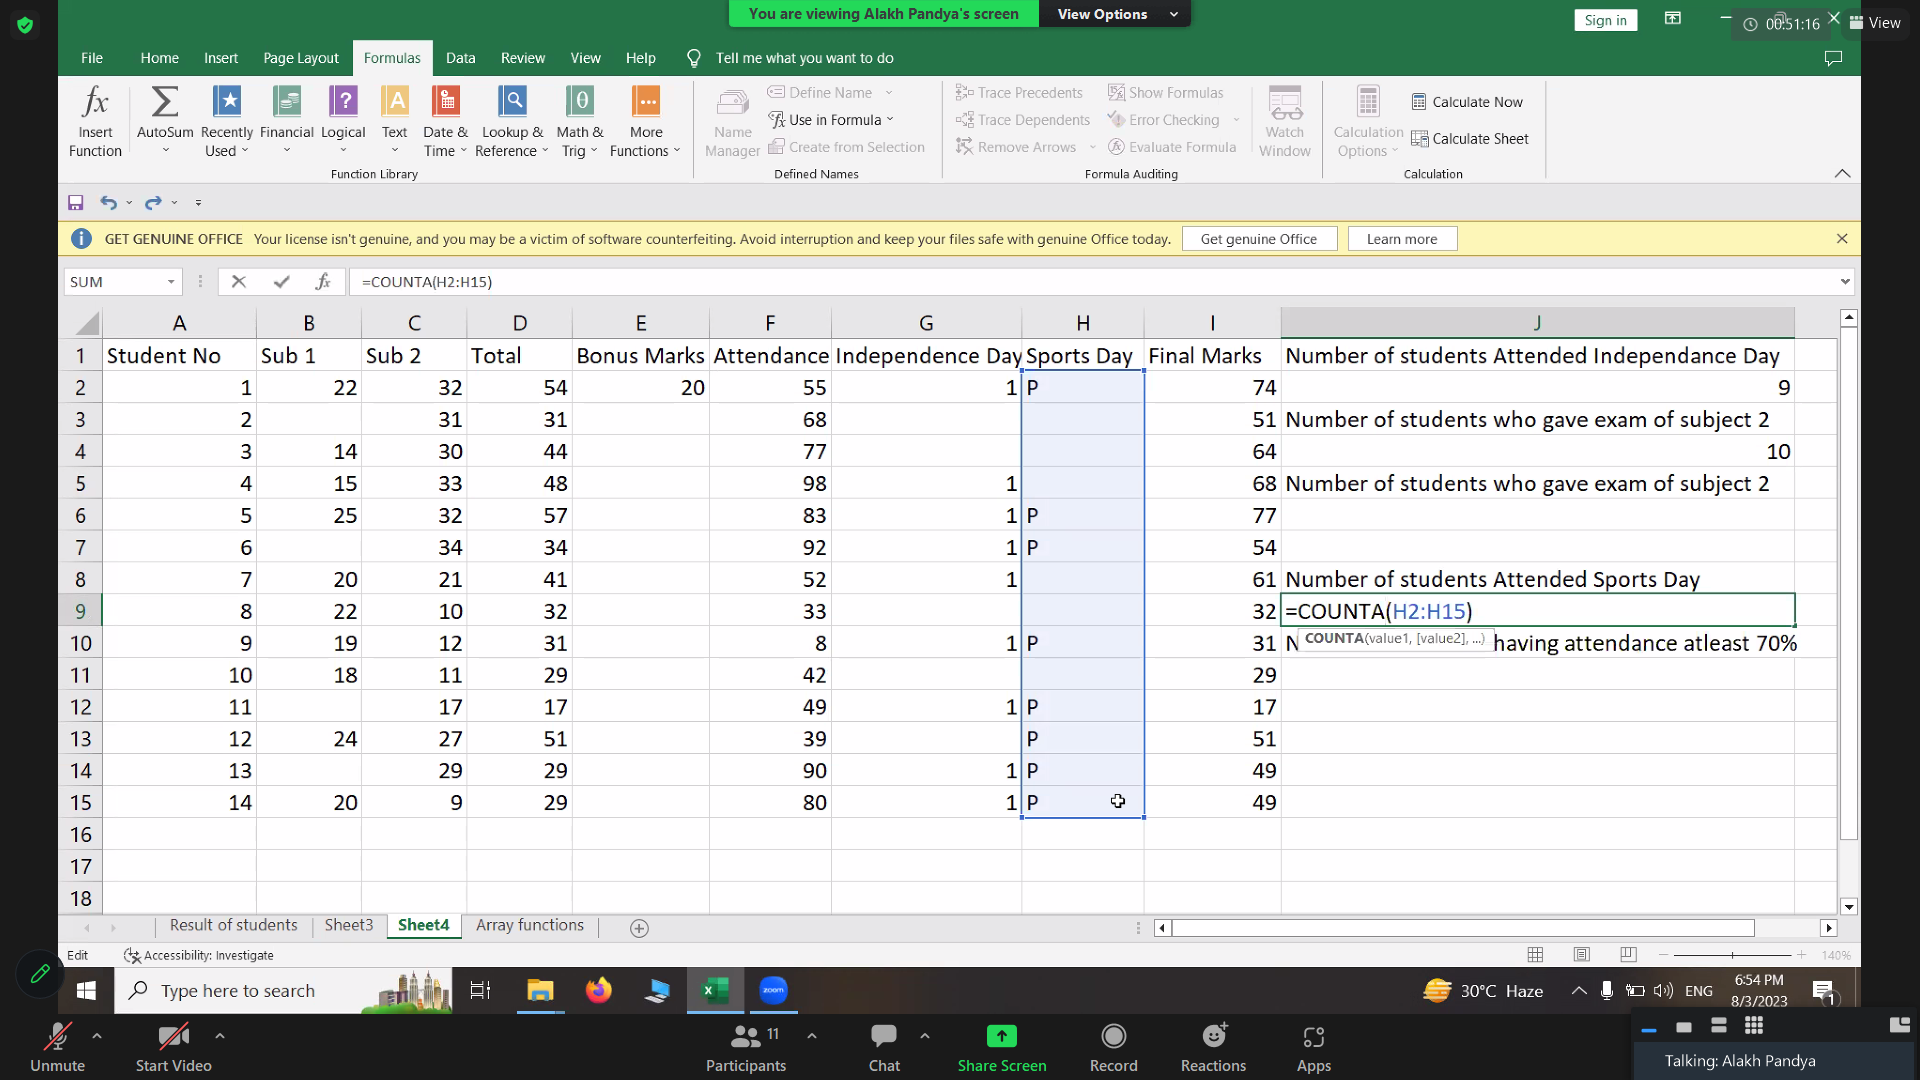 You are viewing Alakh Pandya's screen View Options
Sign in
00:51:16 View
File Home Insert Page Layout Formulas Data Review View Help Tell me what you want to do
Insert Function
AutoSum
Recently Used
Financial
Logical
Text
Date & Time
Lookup & Reference
Math & Trig
More Functions
Function Library
Name Manager
Define Name
Use in Formula
Create from Selection
Defined Names
Trace Precedents
Trace Dependents
Remove Arrows
Show Formulas
Error Checking
Evaluate Formula
Formula Auditing
Watch Window
Calculation Options
Calculate Now
Calculate Sheet
Calculation
GET GENUINE OFFICE Your license isn't genuine, and you may be a victim of software counterfeiting. Avoid interruption and keep your files safe with genuine Office today. Get genuine Office Learn more
SUM fx =COUNTA(H2:H15)
A B C D E F G H I J
1 Student No Sub 1 Sub 2 Total Bonus Marks Attendance Independence Day Sports Day Final Marks Number of students Attended Independance Day
2 1 22 32 54 20 55 1 P 74 9
3 2 31 31 68 51 Number of students who gave exam of subject 2
4 3 14 30 44 77 64 10
5 4 15 33 48 98 1 68 Number of students who gave exam of subject 2
6 5 25 32 57 83 1 P 77
7 6 34 34 92 1 P 54
8 7 20 21 41 52 1 61 Number of students Attended Sports Day
9 8 22 10 32 33 32 =COUNTA(H2:H15)
COUNTA(value1, [value2], ...)
10 9 19 12 31 8 1 P 31 N having attendance atleast 70%
11 10 18 11 29 42 29
12 11 17 17 49 1 P 17
13 12 24 27 51 39 P 51
14 13 29 29 90 1 P 49
15 14 20 9 29 80 1 P 49
16
17
18
Result of students Sheet3 Sheet4 Array functions
Edit Accessibility: Investigate 140%
Type here to search
zoom
30°C Haze ENG
6:54 PM
8/3/2023
1
Unmute Start Video Participants 11 Chat Share Screen Record Reactions Apps
Talking: Alakh Pandya